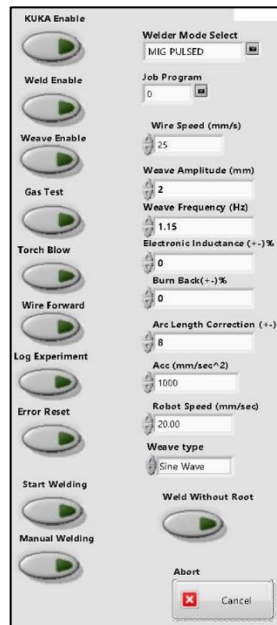 KUKA Enable
Weld Enable
Weave Enable
Gas Test
Torch Blow
Wire Forward
Log Experiment
Error Reset
Start Welding
Manual Welding
Welder Mode Select
MIG PULSED
Job Program
0
Wire Speed (mm/s)
25
Weave Amplitude (mm)
2
Weave Frequency (Hz)
1.15
Electronic Inductance (+-)%
0
Burn Back(+-)%
0
Arc Length Correction (+-)
8
Acc (mm/sec^2)
1000
Robot Speed (mm/sec)
20.00
Weave type
Sine Wave
Weld Without Root
Abort
Cancel